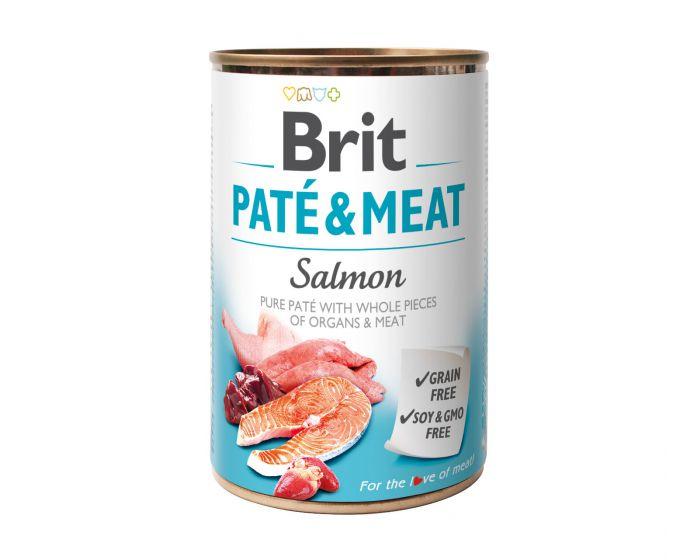 Brit
PATÉ & MEAT
Salmon
PURE PATÉ WITH WHOLE PIECES
OF ORGANS & MEAT
✓GRAIN
FREE
✓SOY & GMO
FREE
For the love of meat!